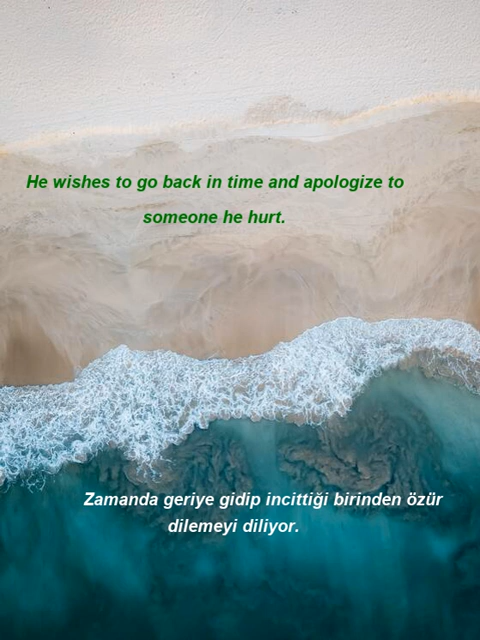 He wishes to go back in time and apologize to
someone he hurt.
Zamanda geriye gidip incittiği birinden özür
dilemeyi diliyor.